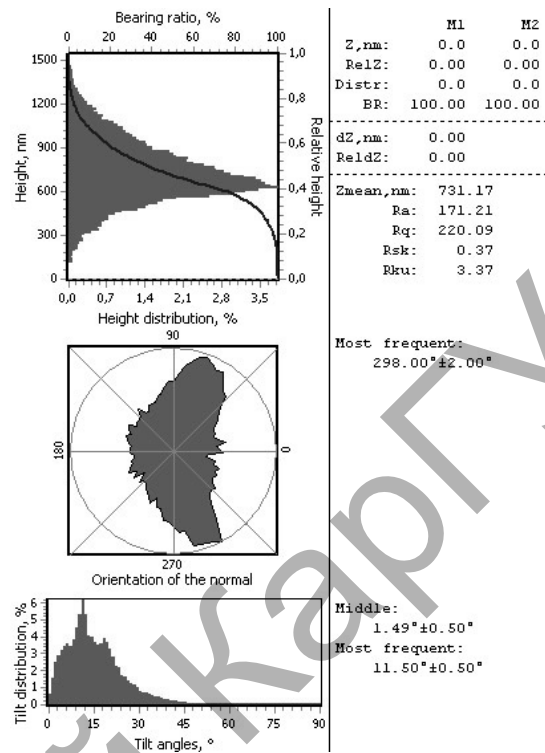 Bearing ratio, %
0 20 40 60 80 100
1500
1200
900
600
300
0
Height, nm
1,0
0,8
0,6
0,4
0,2
0,0
Relative height
0,0 0,7 1,4 2,1 2,8 3,5
Height distribution, %
M1 M2
Z,nm: 0.0 0.0
RelZ: 0.00 0.00
Distr: 0.0 0.0
BR: 100.00 100.00
dZ,nm: 0.00
ReldZ: 0.00
Zmean,nm: 731.17
Ra: 171.21
Rq: 220.09
Rsk: 0.37
Rku: 3.37
90
180
0
270
Orientation of the normal
Most frequent:
298.00°±2.00°
6
5
4
3
2
1
0
Tilt distribution, %
0 15 30 45 60 75 90
Tilt angles, °
Middle:
1.49°±0.50°
Most frequent:
11.50°±0.50°
КарГУ